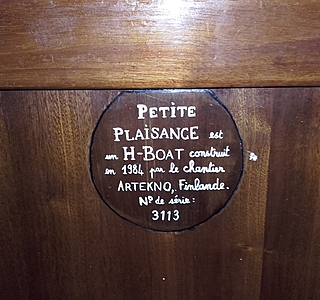 PETITE
PLAISANCE est
un H-BOAT construit
en 1984 par le chantier
ARTEKNO, Finlande.
Nº de série:
3113